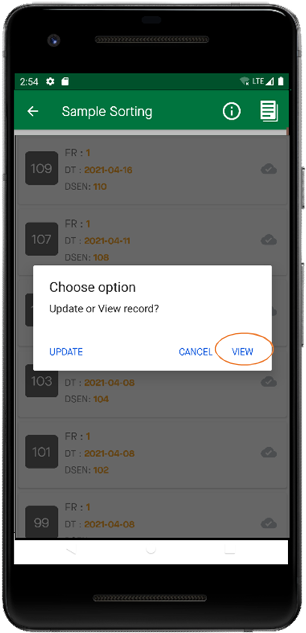 2:54 LTE
Sample Sorting
109
FR : 1
DT : 2021-04-16
DSEN: 110
107
FR : 1
DT : 2021-04-11
DSEN: 108
Choose option
Update or View record?
UPDATE CANCEL VIEW
103
DT : 2021-04-08
DSEN: 104
101
FR : 1
DT : 2021-04-08
DSEN: 102
99
FR : 1
DT : 2021-04-08